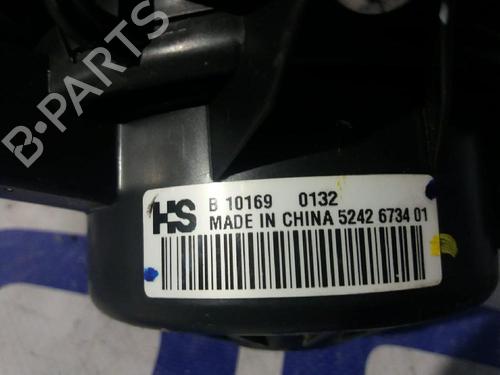 B-PARTS
HS B 10169 0132
MADE IN CHINA 5242 6734 01